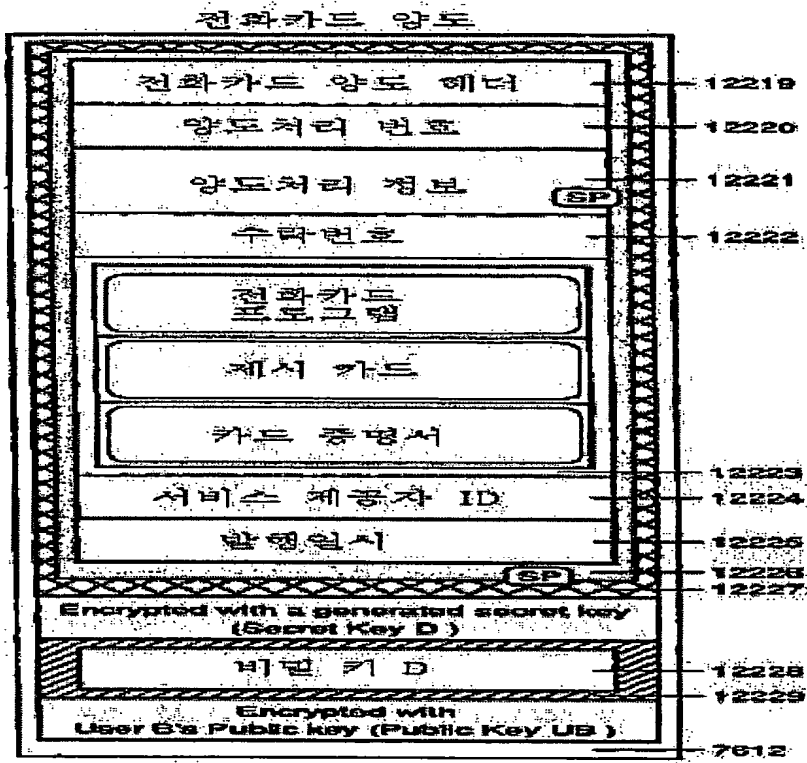 전화카드 양도
전화카드 양도 헤더 12219
양도처리 번호 12220
양도처리 정보 12221
SP
수락번호 12222
전화카드
프로그램
제시 카드
카드 증명서
12223
서비스 제공자 ID 12224
발행일시 12225
SP 12226
12227
Encrypted with a generated secret key
(Secret Key D )
비밀 키 D 12228
12229
Encrypted with
User B's Public key (Public Key UB )
7612